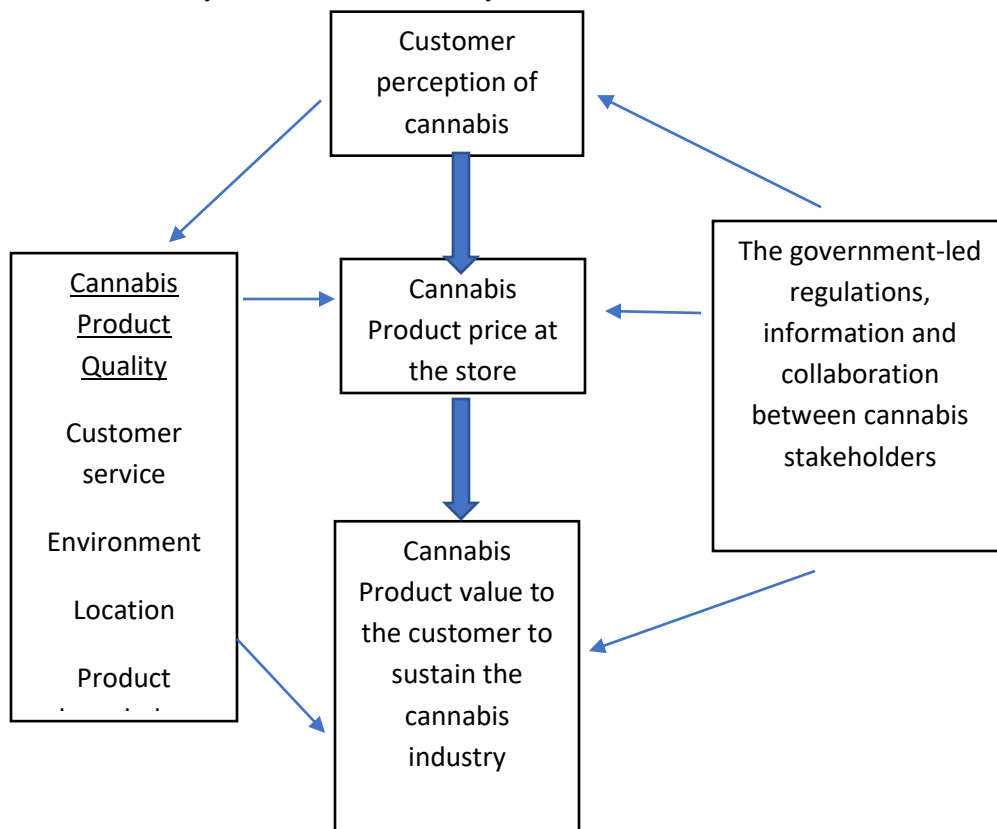 Customer
perception of
cannabis
Cannabis
Product
Quality
Customer
service
Environment
Location
Product
Cannabis
Product price at
the store
The government-led
regulations,
information and
collaboration
between cannabis
stakeholders
Cannabis
Product value to
the customer to
sustain the
cannabis
industry